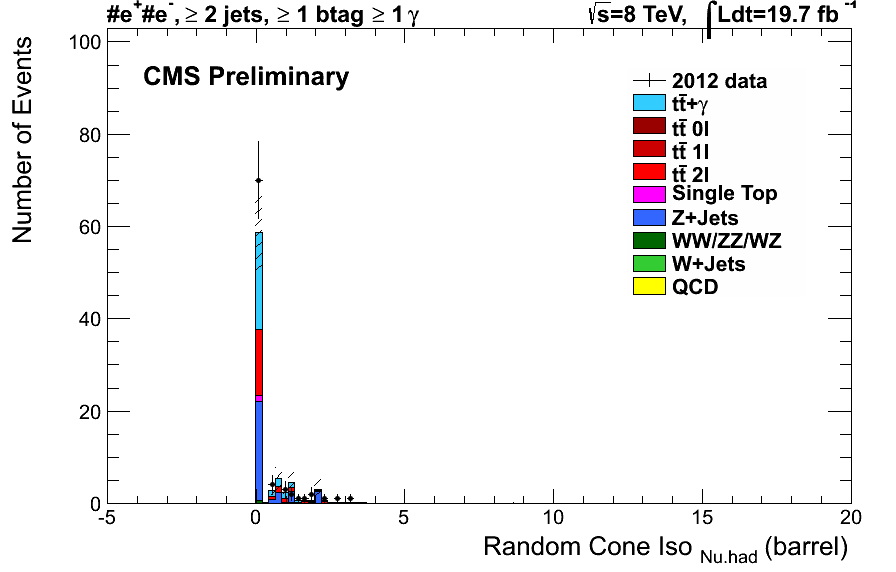 #e⁺#e⁻, ≥ 2 jets, ≥ 1 btag ≥ 1 γ
√s=8 TeV, ∫Ldt=19.7 fb⁻¹
CMS Preliminary
2012 data
tt̄+γ
tt̄ 0l
tt̄ 1l
tt̄ 2l
Single Top
Z+Jets
WW/ZZ/WZ
W+Jets
QCD
Number of Events
100
80
60
40
20
0
-5 0 5 10 15 20
Random Cone Iso Nu.had (barrel)